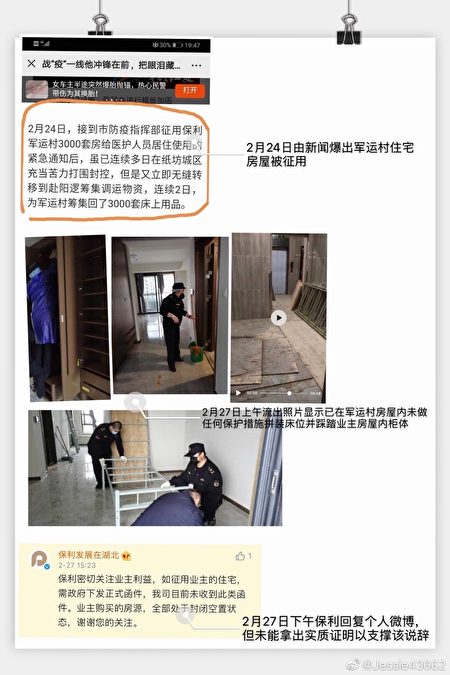 30% 19:47
战“疫”一线他冲锋在前，把眼泪藏...
女车主半途突然爆胎抛锚，热心民警
带伤为其换胎！
打开
2月24日，接到市防疫指挥部征用保利
军运村3000套房给医护人员居住使用的
紧急通知后，虽已连续多日在纸坊城区
充当苦力打围封控，但是又立即无缝转
移到赴阳逻筹集调运物资，连续2日，
为军运村筹集回了3000套床上用品。
2月24日由新闻爆出军运村住宅
房屋被征用
2月27日上午流出照片显示已在军运村房屋内未做
任何保护措施拼装床位并踩踏业主房屋内柜体
保利发展在湖北
2-27 15:23
1
保利密切关注业主利益，如征用业主的住宅，
需政府下发正式函件，我司目前未收到此类函
件。业主购买的房源，全部处于封闭空置状
态，谢谢您的关注。
2月27日下午保利回复个人微博，
但未能拿出实质证明以支撑该说辞
@Jessie43662